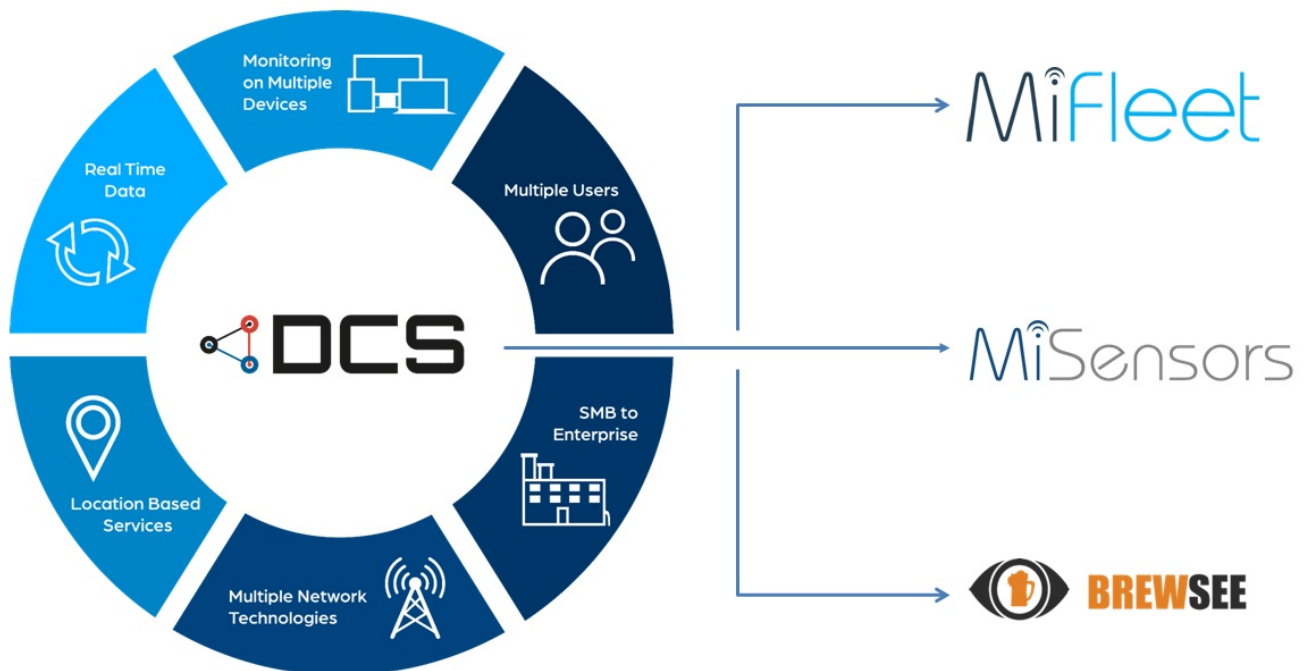 Monitoring
on Multiple
Devices
Multiple Users
SMB to
Enterprise
Multiple Network
Technologies
Location Based
Services
Real Time
Data
DCS
MiFleet
MiSensors
BREWSEE